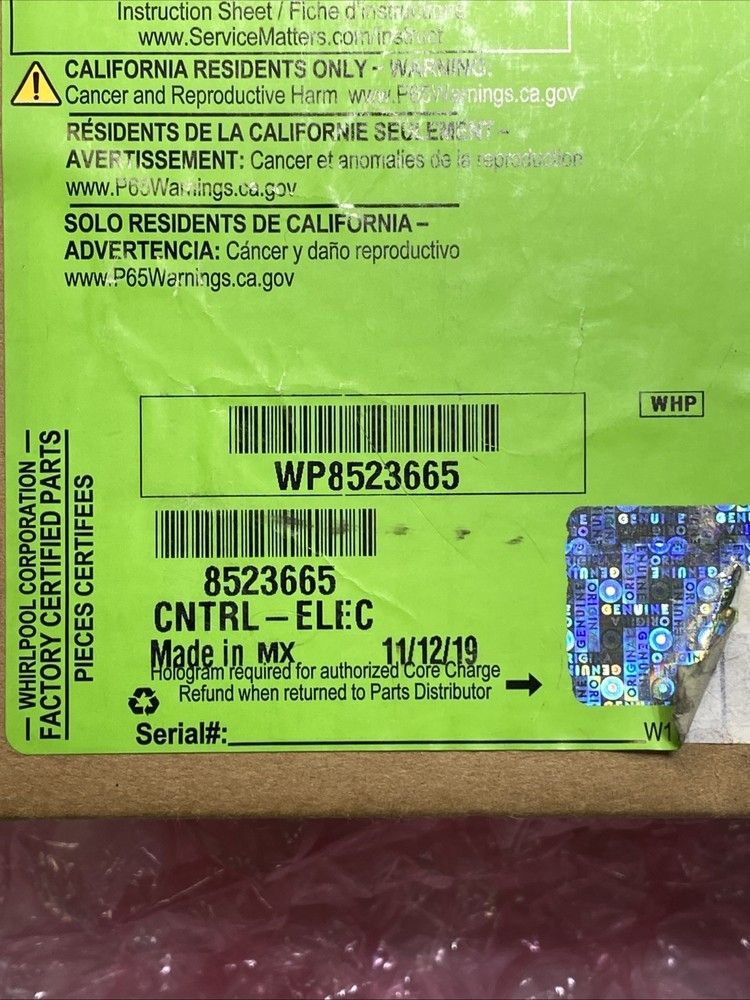 Instruction Sheet / Fiche d'instructions
www.ServiceMatters.com/instruct
CALIFORNIA RESIDENTS ONLY - WARNING:
Cancer and Reproductive Harm www.P65Warnings.ca.gov
RÉSIDENTS DE LA CALIFORNIE SEULEMENT -
AVERTISSEMENT: Cancer et anomalies de la reproduction
www.P65Warnings.ca.gov
SOLO RESIDENTS DE CALIFORNIA –
ADVERTENCIA: Cáncer y daño reproductivo
www.P65Warnings.ca.gov
WHP
WP8523665
8523665
CNTRL-ELEC
Made in MX 11/12/19
Hologram required for authorized Core Charge
Refund when returned to Parts Distributor
Serial#:
W1
— WHIRLPOOL CORPORATION —
FACTORY CERTIFIED PARTS
PIECES CERTIFEES
GENUINE
ORIGINAL